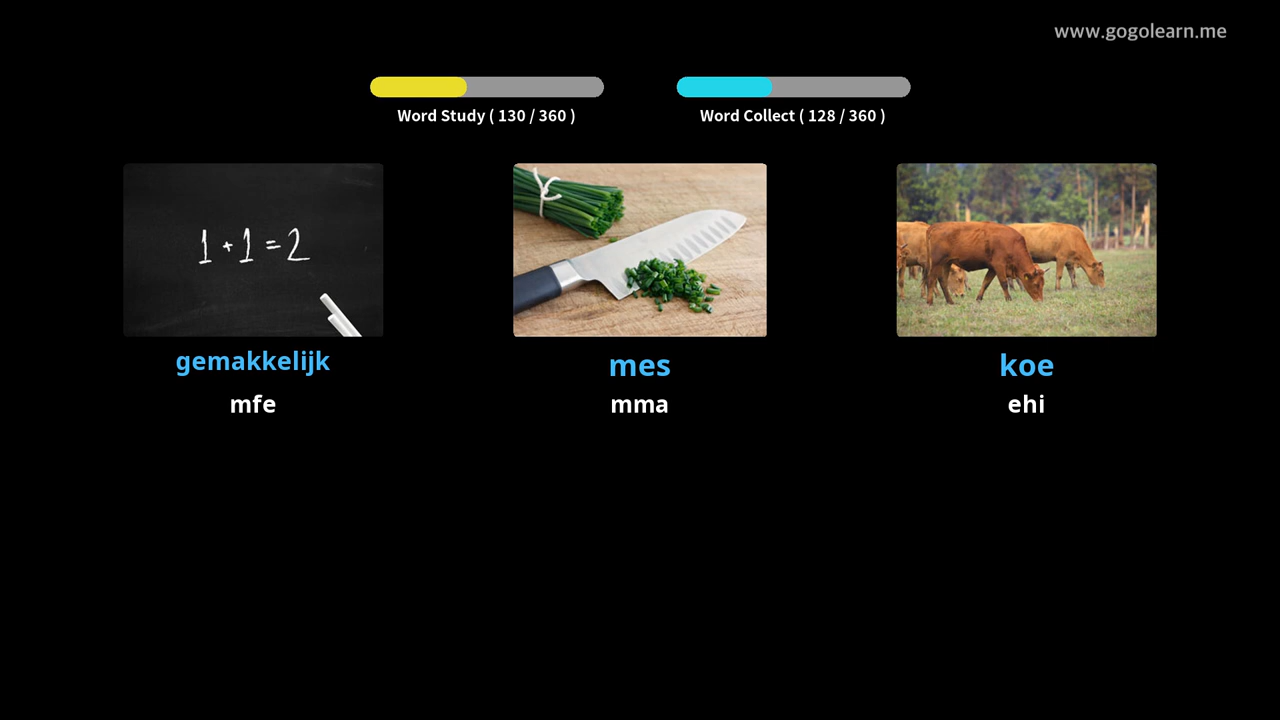 www.gogolearn.me
Word Study ( 130 / 360 )
Word Collect ( 128 / 360 )
1 + 1 = 2
gemakkelijk
mfe
mes
mma
koe
ehi